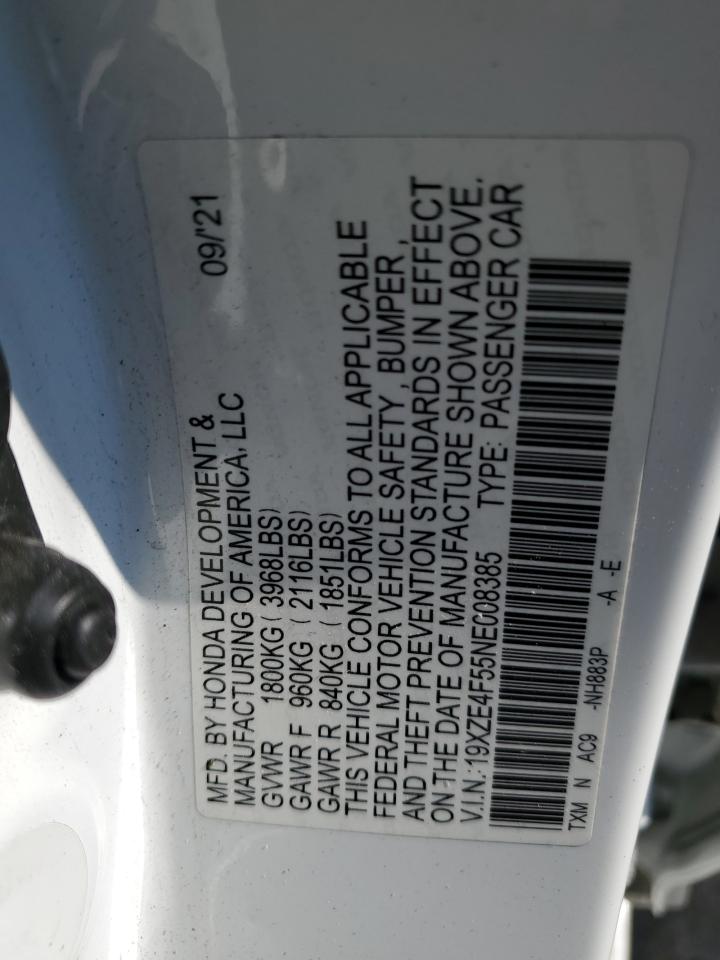 MFD. BY HONDA DEVELOPMENT & 09/'21
MANUFACTURING OF AMERICA, LLC
GVWR 1800KG ( 3968LBS)
GAWR F 960KG ( 2116LBS)
GAWR R 840KG ( 1851LBS)
THIS VEHICLE CONFORMS TO ALL APPLICABLE
FEDERAL MOTOR VEHICLE SAFETY , BUMPER ,
AND THEFT PREVENTION STANDARDS IN EFFECT
ON THE DATE OF MANUFACTURE SHOWN ABOVE.
V.I.N.: 19XZE4F55NE008385 TYPE: PASSENGER CAR
TXM N AC9 -NH883P -A -E